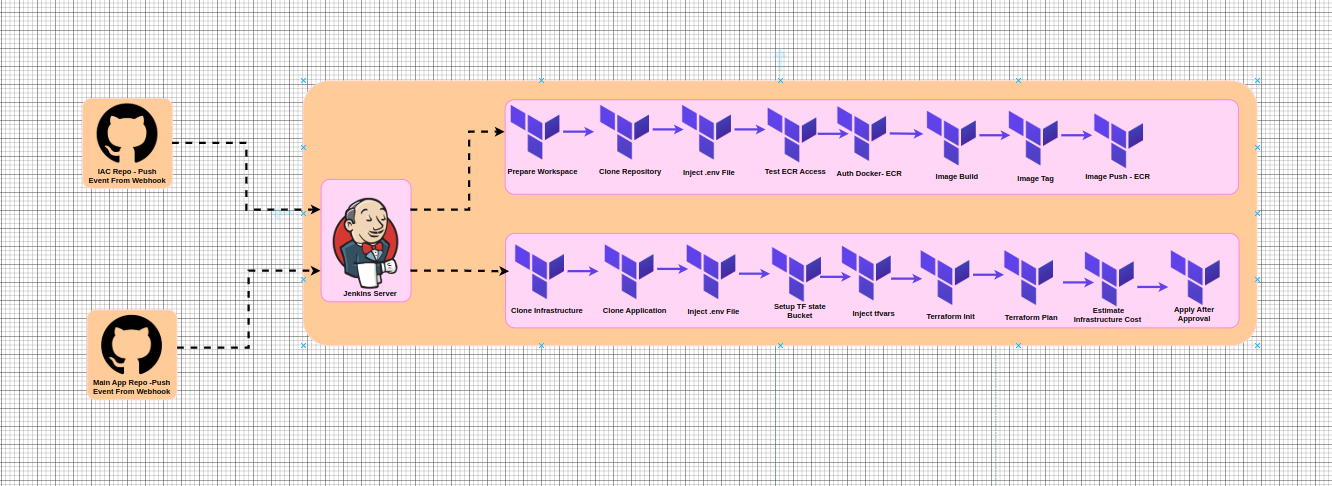 IAC Repo - Push
Event From Webhook
Main App Repo -Push
Event From Webhook
Jenkins Server
Prepare Workspace
Clone Repository
Inject .env File
Test ECR Access
Auth Docker- ECR
Image Build
Image Tag
Image Push - ECR
Clone Infrastructure
Clone Application
Inject .env File
Setup TF state
Bucket
Inject tfvars
Terraform Init
Terraform Plan
Estimate
Infrastructure Cost
Apply After
Approval